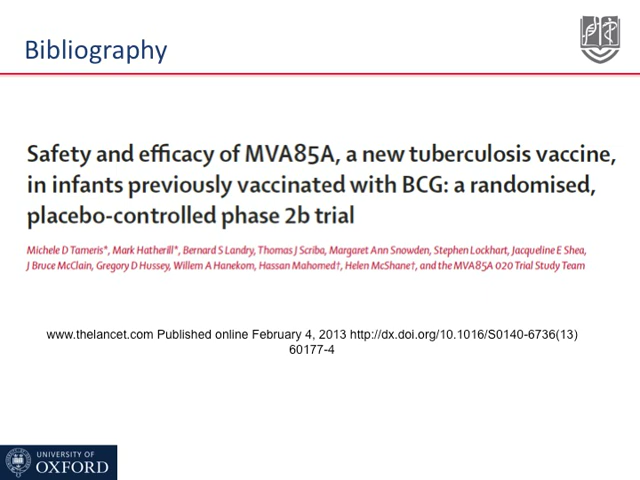 Bibliography
Safety and efficacy of MVA85A, a new tuberculosis vaccine,
in infants previously vaccinated with BCG: a randomised,
placebo-controlled phase 2b trial
Michele D Tameris*, Mark Hatherill*, Bernard S Landry, Thomas J Scriba, Margaret Ann Snowden, Stephen Lockhart, Jacqueline E Shea,
J Bruce McClain, Gregory D Hussey, Willem A Hanekom, Hassan Mahomed†, Helen McShane†, and the MVA85A 020 Trial Study Team
www.thelancet.com Published online February 4, 2013 http://dx.doi.org/10.1016/S0140-6736(13)
60177-4
UNIVERSITY OF
OXFORD